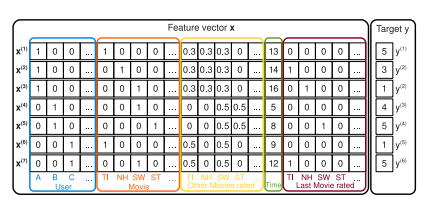 Feature vector x Target y
x(1) 1 0 0 ... 1 0 0 0 ... 0.3 0.3 0.3 0 ... 13 0 0 0 0 ... 5 y(1)
x(2) 1 0 0 ... 0 1 0 0 ... 0.3 0.3 0.3 0 ... 14 1 0 0 0 ... 3 y(2)
x(3) 1 0 0 ... 0 0 1 0 ... 0.3 0.3 0.3 0 ... 16 0 1 0 0 ... 1 y(2)
x(4) 0 1 0 ... 0 0 1 0 ... 0 0 0.5 0.5 ... 5 0 0 0 0 ... 4 y(3)
x(5) 0 1 0 ... 0 0 0 1 ... 0 0 0.5 0.5 ... 8 0 0 1 0 ... 5 y(4)
x(6) 0 0 1 ... 1 0 0 0 ... 0.5 0 0.5 0 ... 9 0 0 0 0 ... 1 y(5)
x(7) 0 0 1 ... 0 0 1 0 ... 0.5 0 0.5 0 ... 12 1 0 0 0 ... 5 y(6)
A B C ... TI NH SW ST ... TI NH SW ST ... TI NH SW ST ...
User Movie Other Movies rated Time Last Movie rated